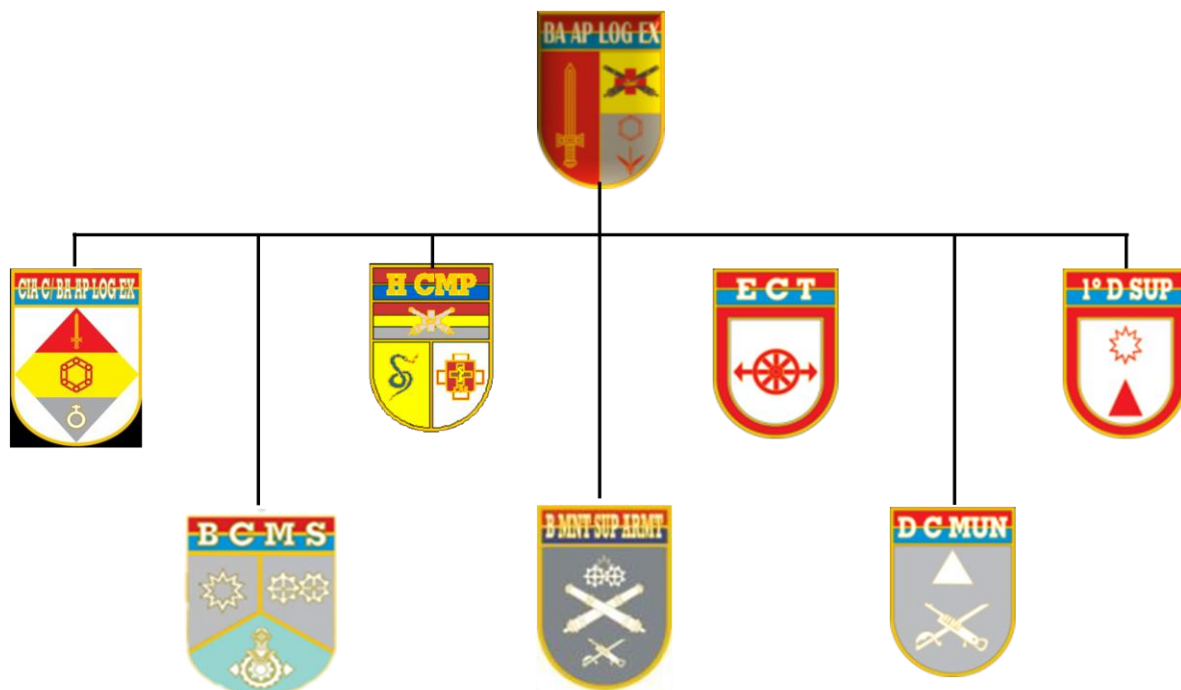 BA AP LOG EX
CIA C/ BA AP LOG EX
H CMP
E C T
1º D SUP
B C M S
B MNT SUP ARMT
D C MUN